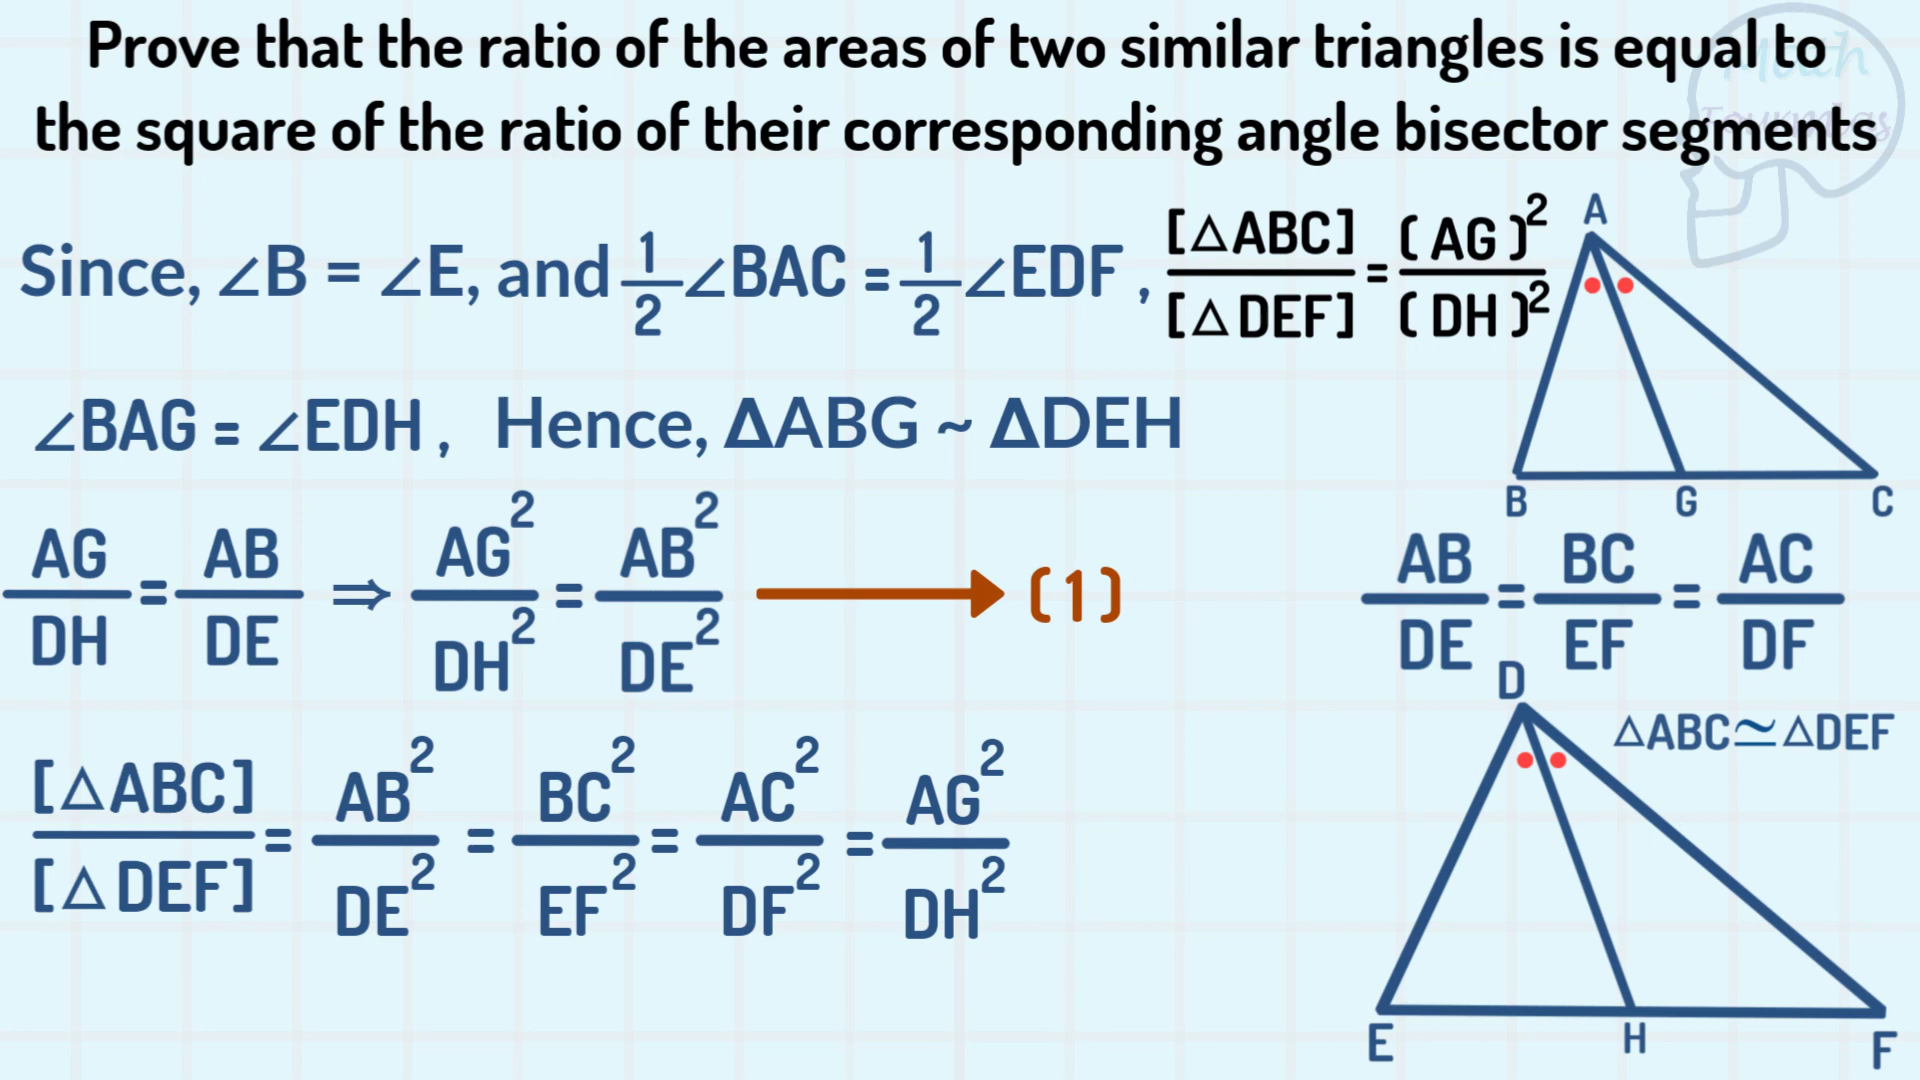 Prove that the ratio of the areas of two similar triangles is equal to
the square of the ratio of their corresponding angle bisector segments
Math
Tourmbas
Since, ∠B = ∠E, and 1/2 ∠BAC = 1/2 ∠EDF ,
[△ABC]/[△DEF] = (AG)²/(DH)²
∠BAG = ∠EDH , Hence, ΔABG ~ ΔDEH
AG/DH = AB/DE ⇒ AG²/DH² = AB²/DE² → (1)
[△ABC]/[△DEF] = AB²/DE² = BC²/EF² = AC²/DF² = AG²/DH²
A
B G C
AB/DE = BC/EF = AC/DF
D
△ABC≃△DEF
E H F